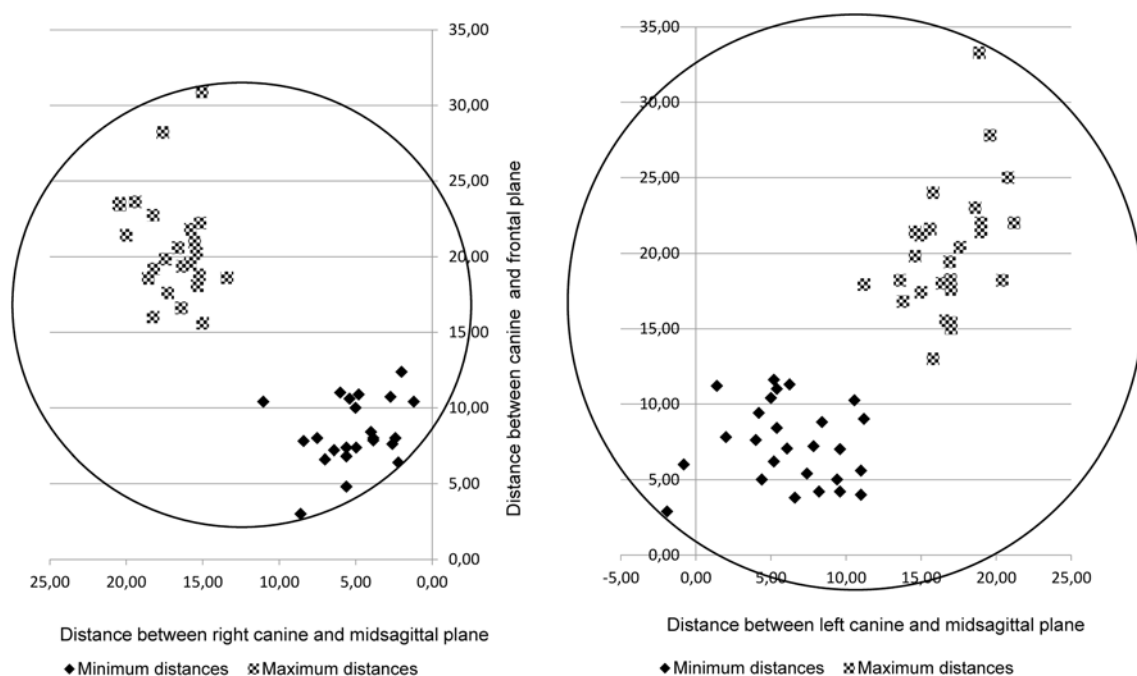 35,00
30,00
25,00
20,00
15,00
10,00
5,00
0,00
25,00 20,00 15,00 10,00 5,00 0,00
Distance between right canine and midsagittal plane
◆ Minimum distances Maximum distances
Distance between canine and frontal plane
35,00
30,00
25,00
20,00
15,00
10,00
5,00
0,00
-5,00 0,00 5,00 10,00 15,00 20,00 25,00
Distance between left canine and midsagittal plane
◆ Minimum distances Maximum distances